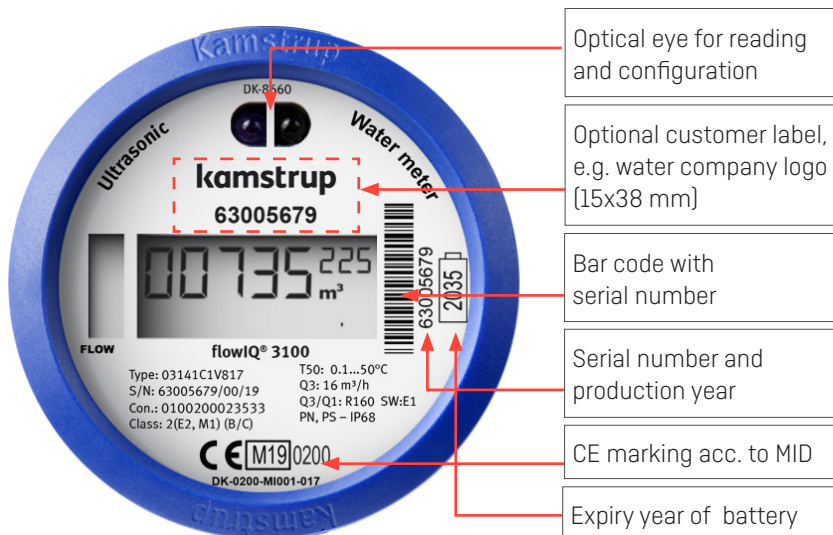 Kamstrup
DK-8660
Ultrasonic
Water meter
kamstrup
63005679
00735225
m³
63005679
2035
FLOW
flowIQ® 3100
Type: 03141C1V817
S/N: 63005679/00/19
Con.: 0100200023533
Class: 2(E2, M1) (B/C)
T50: 0.1...50°C
Q3: 16 m³/h
Q3/Q1: R160 SW:E1
PN, PS – IP68
CE M19 0200
DK-0200-MI001-017
Kamstrup
Optical eye for reading
and configuration
Optional customer label,
e.g. water company logo
(15x38 mm)
Bar code with
serial number
Serial number and
production year
CE marking acc. to MID
Expiry year of battery